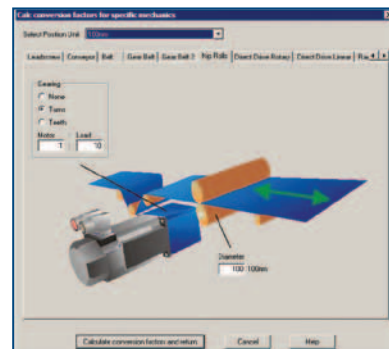 Calc conversion factors for specific mechanics
Select Position Unit 100nm
Leadscrew Conveyor Belt Gear Belt Gear Belt 2 Nip Rolls Direct Drive Rotary Direct Drive Linear
Gearing
None
Turns
Teeth
Motor Load
1 : 10
Diameter
100 100nm
Calculate conversion factors and return Cancel Help